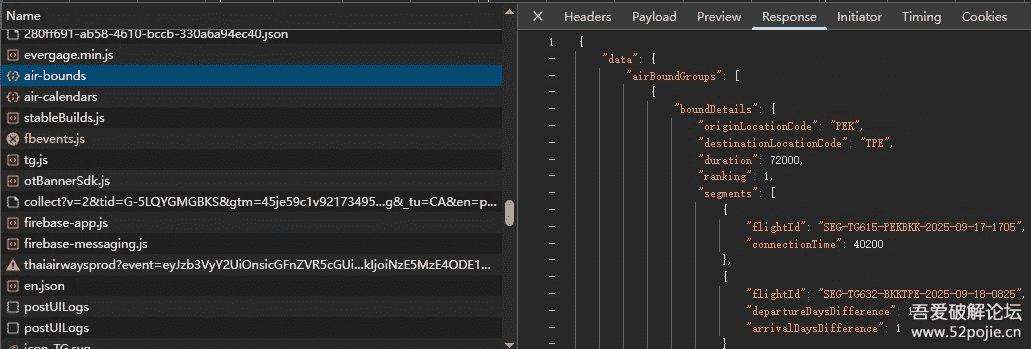 Name
280ff691-ab58-4610-bccb-330a6a94ec40.json
evergage.min.js
air-bounds
air-calendars
stableBuilds.js
fbevents.js
tg.js
otBannerSdk.js
collect?v=2&tid=G-5LQYGMGBKS&gtm=45je59c1v92173495...g&_tu=CA&en=p...
firebase-app.js
firebase-messaging.js
thaiairwaysprod?event=eyJzb3VyY2UiOnsicGFnZVR5cGUi...kIjoiNzE5MzE4ODE1...
en.json
postUILogs
postUILogs
icon_TG.svg
Headers Payload Preview Response Initiator Timing Cookies
1 {
"data": {
"airBoundGroups": [
{
"boundDetails": {
"originLocationCode": "PEK",
"destinationLocationCode": "TPE",
"duration": 72000,
"ranking": 1,
"segments": [
{
"flightId": "SEG-TG615-PEKBKK-2025-09-17-1705",
"connectionTime": 40200
},
{
"flightId": "SEG-TG632-BKKTPE-2025-09-18-0825",
"departureDaysDifference": 1
"arrivalDaysDifference": 1
}
吾爱破解论坛
www.52pojie.cn